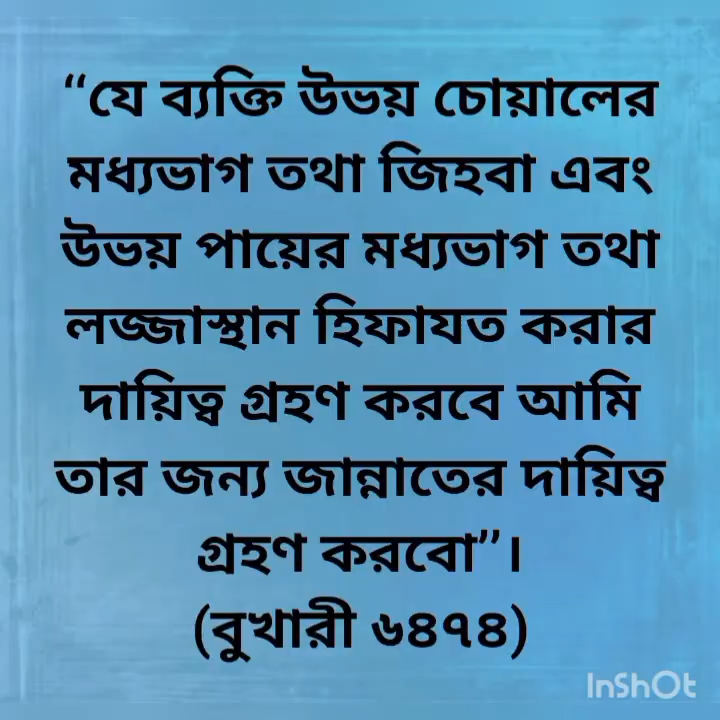 “যে ব্যক্তি উভয় চোয়ালের
মধ্যভাগ তথা জিহবা এবং
উভয় পায়ের মধ্যভাগ তথা
লজ্জাস্থান হিফাযত করার
দায়িত্ব গ্রহণ করবে আমি
তার জন্য জান্নাতের দায়িত্ব
গ্রহণ করবো”।
(বুখারী ৬৪৭৪)
InShOt